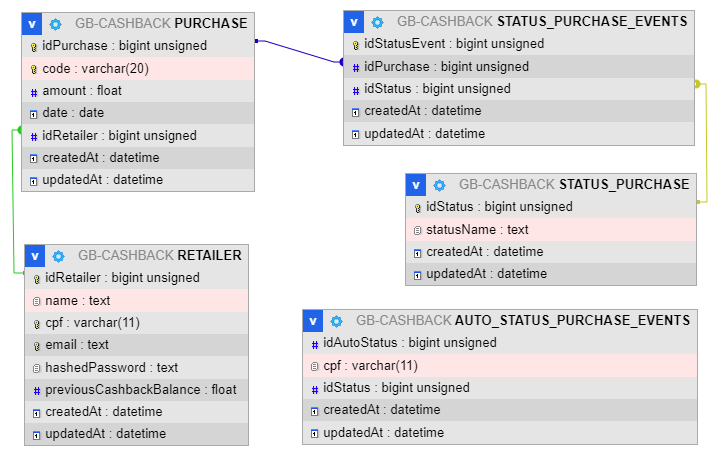 v GB-CASHBACK PURCHASE
idPurchase : bigint unsigned
code : varchar(20)
# amount : float
date : date
# idRetailer : bigint unsigned
createdAt : datetime
updatedAt : datetime
v GB-CASHBACK STATUS_PURCHASE_EVENTS
idStatusEvent : bigint unsigned
# idPurchase : bigint unsigned
# idStatus : bigint unsigned
createdAt : datetime
updatedAt : datetime
v GB-CASHBACK STATUS_PURCHASE
idStatus : bigint unsigned
statusName : text
createdAt : datetime
updatedAt : datetime
v GB-CASHBACK RETAILER
idRetailer : bigint unsigned
name : text
cpf : varchar(11)
email : text
hashedPassword : text
# previousCashbackBalance : float
createdAt : datetime
updatedAt : datetime
v GB-CASHBACK AUTO_STATUS_PURCHASE_EVENTS
# idAutoStatus : bigint unsigned
cpf : varchar(11)
# idStatus : bigint unsigned
createdAt : datetime
updatedAt : datetime